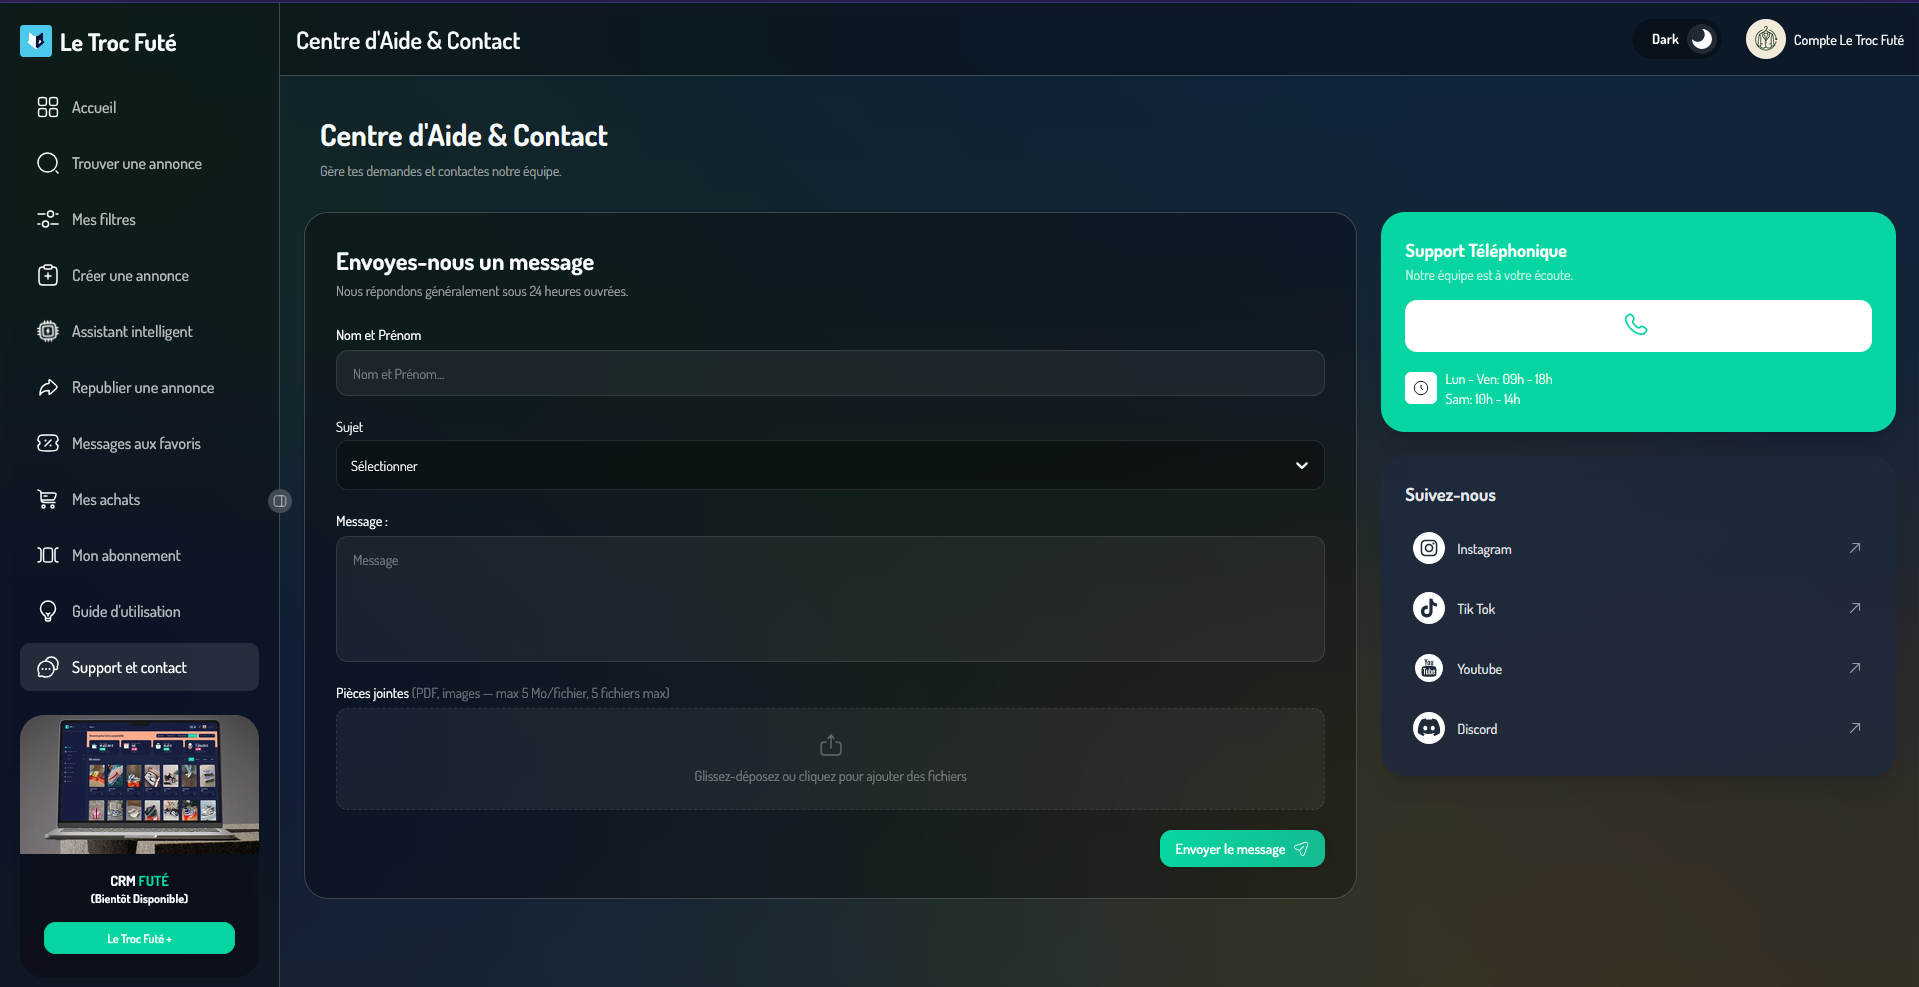 Le Troc Futé
Accueil
Trouver une annonce
Mes filtres
Créer une annonce
Assistant intelligent
Republier une annonce
Messages aux favoris
Mes achats
Mon abonnement
Guide d'utilisation
Support et contact
CRM FUTÉ
(Bientôt Disponible)
Le Troc Futé +
Centre d'Aide & Contact
Dark
Compte Le Troc Futé
Centre d'Aide & Contact
Gère tes demandes et contactes notre équipe.
Envoyes-nous un message
Nous répondons généralement sous 24 heures ouvrées.
Nom et Prénom
Nom et Prénom...
Sujet
Sélectionner
Message :
Message
Pièces jointes (PDF, images — max 5 Mo/fichier, 5 fichiers max)
Glissez-déposez ou cliquez pour ajouter des fichiers
Envoyer le message
Support Téléphonique
Notre équipe est à votre écoute.
Lun - Ven: 09h - 18h
Sam: 10h - 14h
Suivez-nous
Instagram
Tik Tok
You
Tube
Youtube
Discord